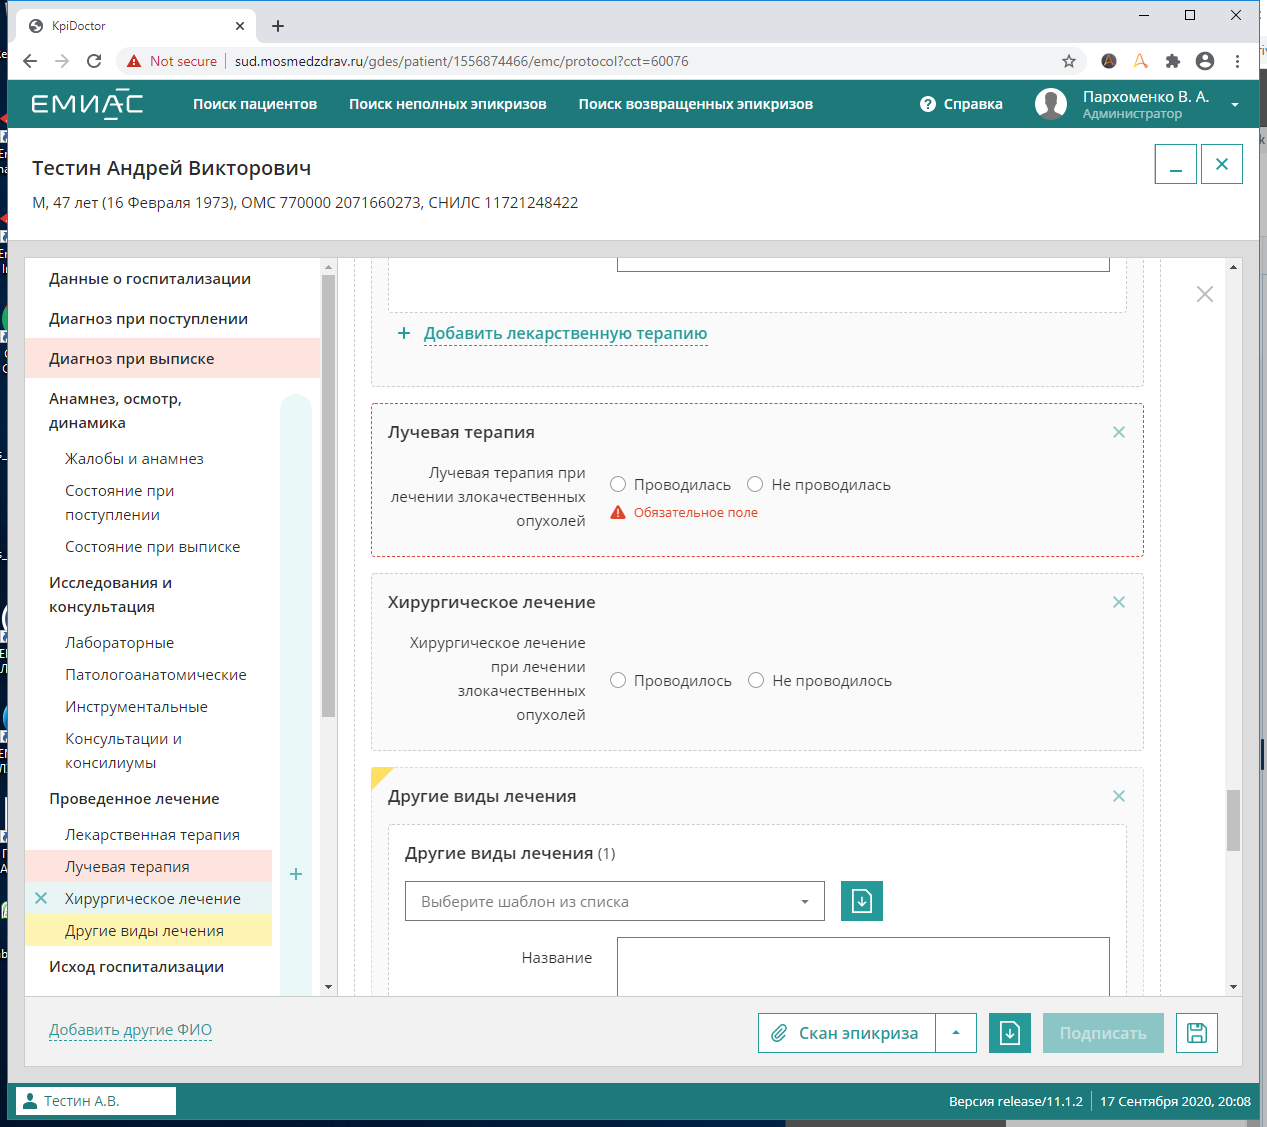 KpiDoctor
Not secure
sud.mosmedzdrav.ru/gdes/patient/1556874466/emc/protocol?cct=60076
ЕМИАС
Поиск пациентов
Поиск неполных эпикризов
Поиск возвращенных эпикризов
Справка
Пархоменко В. А.
Администратор
Тестин Андрей Викторович
М, 47 лет (16 Февраля 1973), ОМС 770000 2071660273, СНИЛС 11721248422
Данные о госпитализации
Диагноз при поступлении
Диагноз при выписке
Анамнез, осмотр,
динамика
Жалобы и анамнез
Состояние при
поступлении
Состояние при выписке
Исследования и
консультация
Лабораторные
Патологоанатомические
Инструментальные
Консультации и
консилиумы
Проведенное лечение
Лекарственная терапия
Лучевая терапия
Хирургическое лечение
Другие виды лечения
Исход госпитализации
Добавить лекарственную терапию
Лучевая терапия
Лучевая терапия при
лечении злокачественных
опухолей
Проводилась
Не проводилась
Обязательное поле
Хирургическое лечение
Хирургическое лечение
при лечении
злокачественных
опухолей
Проводилось
Не проводилось
Другие виды лечения
Другие виды лечения (1)
Выберите шаблон из списка
Название
Добавить другие ФИО
Скан эпикриза
Подписать
Тестин А.В.
Версия release/11.1.2
17 Сентября 2020, 20:08